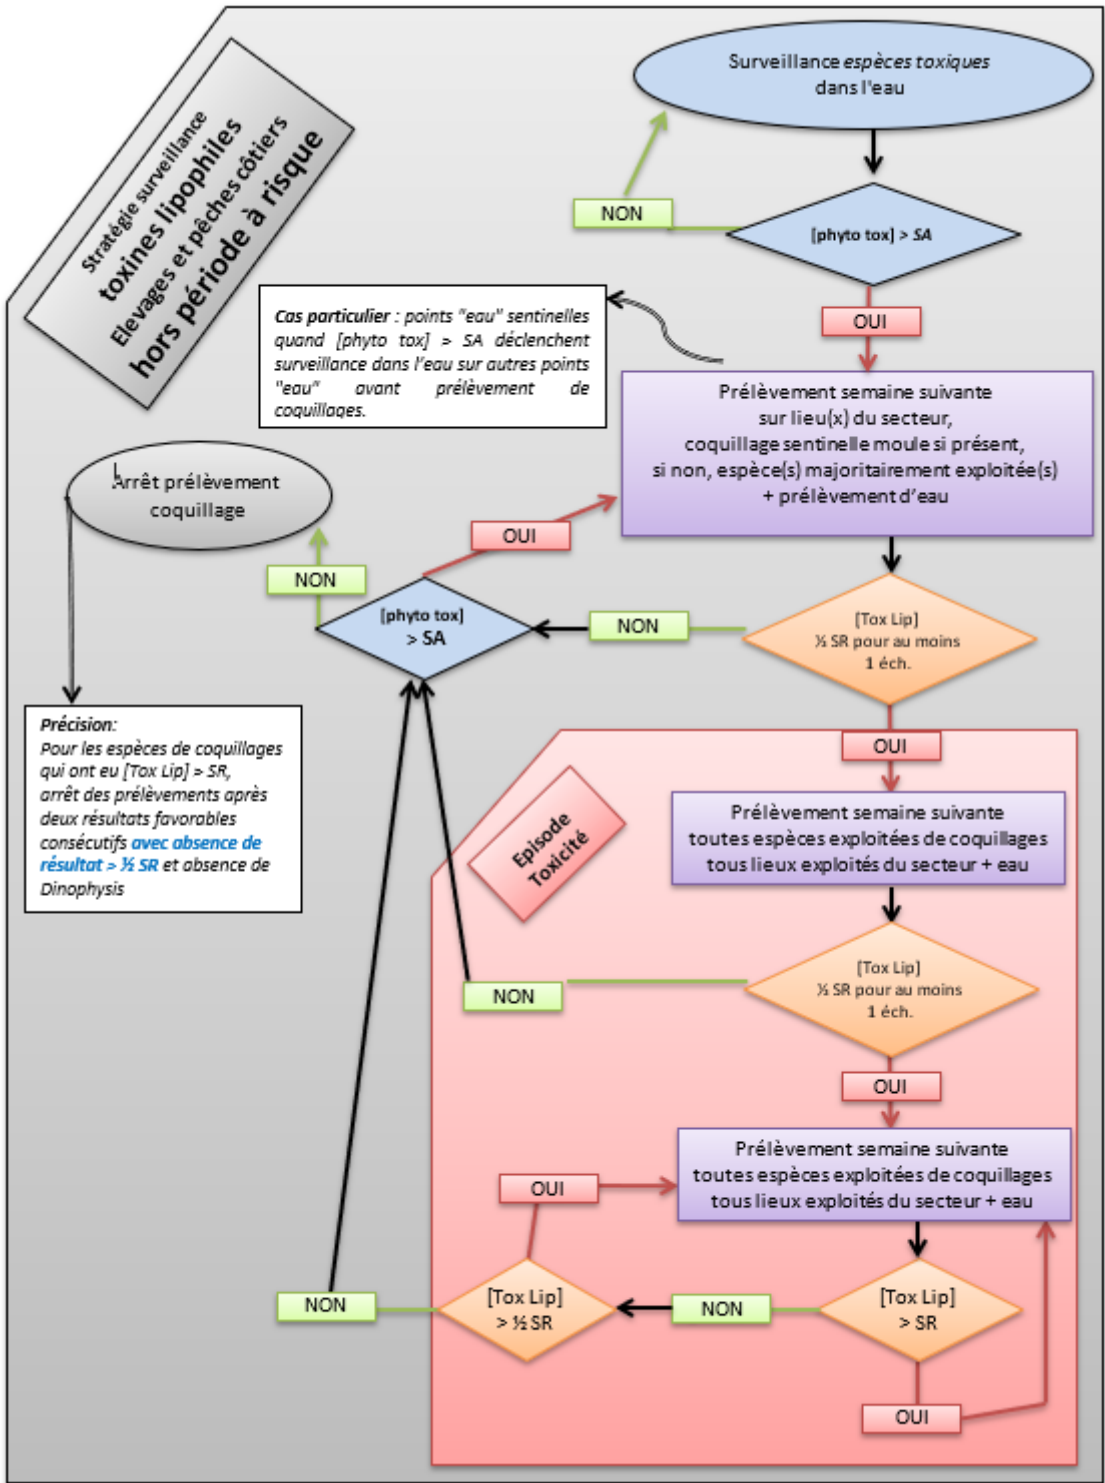 Stratégie surveillance
toxines lipophiles
Elevages et pêches côtiers
hors période à risque
Surveillance espèces toxiques
dans l'eau
NON
[phyto tox] > SA
OUI
Cas particulier : points "eau" sentinelles
quand [phyto tox] > SA déclenchent
surveillance dans l'eau sur autres points
"eau" avant prélèvement de
coquillages.
Prélèvement semaine suivante
sur lieu(x) du secteur,
coquillage sentinelle moule si présent,
si non, espèce(s) majoritairement exploitée(s)
+ prélèvement d'eau
Arrêt prélèvement
coquillage
OUI
NON
[phyto tox]
> SA
NON
[Tox Lip]
½ SR pour au moins
1 éch.
Précision:
Pour les espèces de coquillages
qui ont eu [Tox Lip] > SR,
arrêt des prélèvements après
deux résultats favorables
consécutifs avec absence de
résultat > ½ SR et absence de
Dinophysis
OUI
Episode
Toxicité
Prélèvement semaine suivante
toutes espèces exploitées de coquillages
tous lieux exploités du secteur + eau
[Tox Lip]
½ SR pour au moins
1 éch.
NON
OUI
Prélèvement semaine suivante
toutes espèces exploitées de coquillages
tous lieux exploités du secteur + eau
OUI
NON
[Tox Lip]
> ½ SR
NON
[Tox Lip]
> SR
OUI